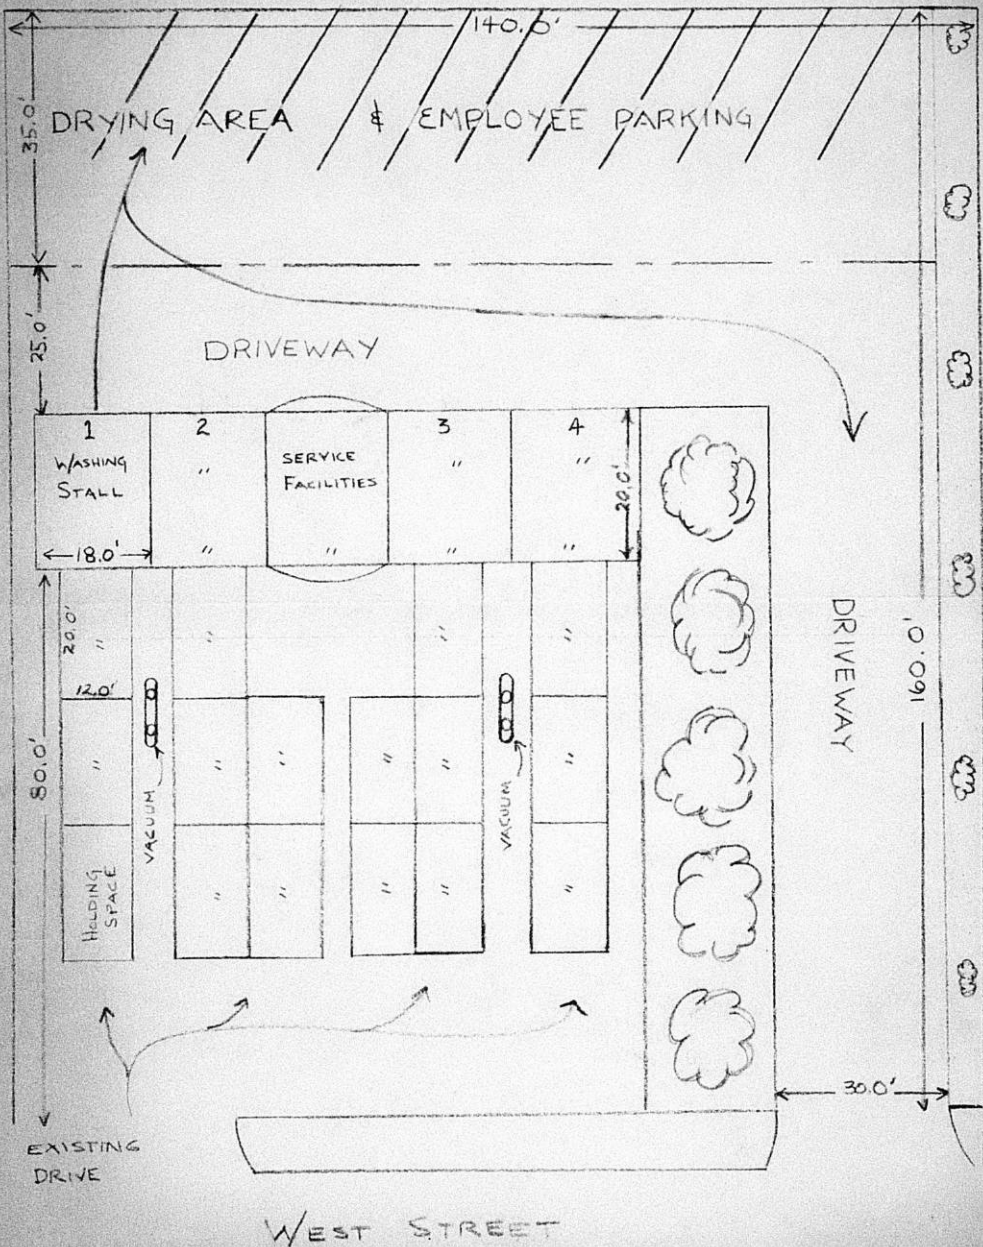 140.0'
35.0'
DRYING AREA & EMPLOYEE PARKING
25.0'
DRIVEWAY
1 2 3 4
WASHING
STALL
"
SERVICE
FACILITIES
"
"
18.0'
"
"
"
"
20.0'
20.0'
"
"
"
"
12.0'
80.0'
"
"
"
"
"
"
VACUUM
VACUUM
HOLDING
SPACE
"
"
"
"
"
DRIVEWAY
160.0'
30.0'
EXISTING
DRIVE
WEST STREET